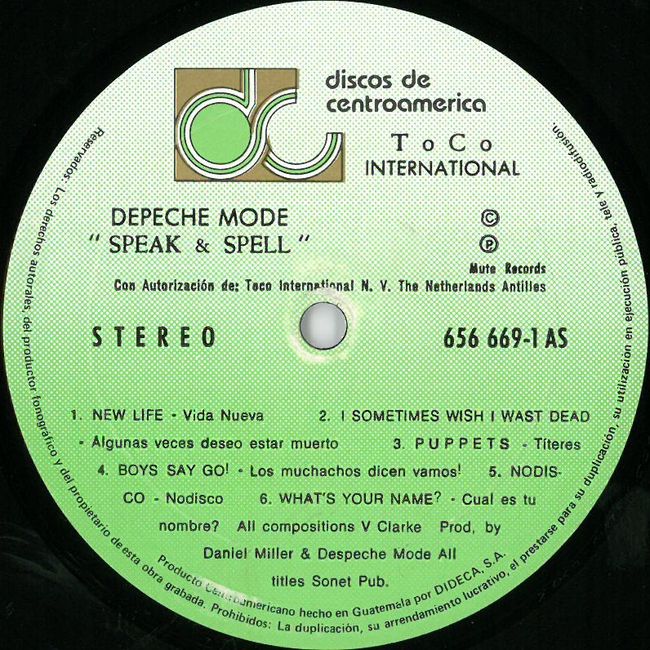 dc
discos de
centroamerica
T o C o
INTERNATIONAL
DEPECHE MODE
" SPEAK & SPELL "
©
℗
Mute Records
Con Autorización de: Toco International N. V. The Netherlands Antilles
STEREO
656 669-1 AS
1. NEW LIFE - Vida Nueva 2. I SOMETIMES WISH I WAST DEAD
- Algunas veces deseo estar muerto 3. PUPPETS - Títeres
4. BOYS SAY GO! - Los muchachos dicen vamos! 5. NODIS-
CO - Nodisco 6. WHAT'S YOUR NAME? - Cual es tu
nombre? All compositions V Clarke Prod, by
Daniel Miller & Despeche Mode All
titles Sonet Pub.
Producto Centroamericano hecho en Guatemala por DIDECA, S.A.
Reservados. Los derechos autorales, del productor fonográfico y del propietario de esta obra grabada. Prohibidos: La duplicación, su arrendamiento lucrativo, el prestarse para su duplicación, su utilización en ejecución pública, tele y radiodifusión.